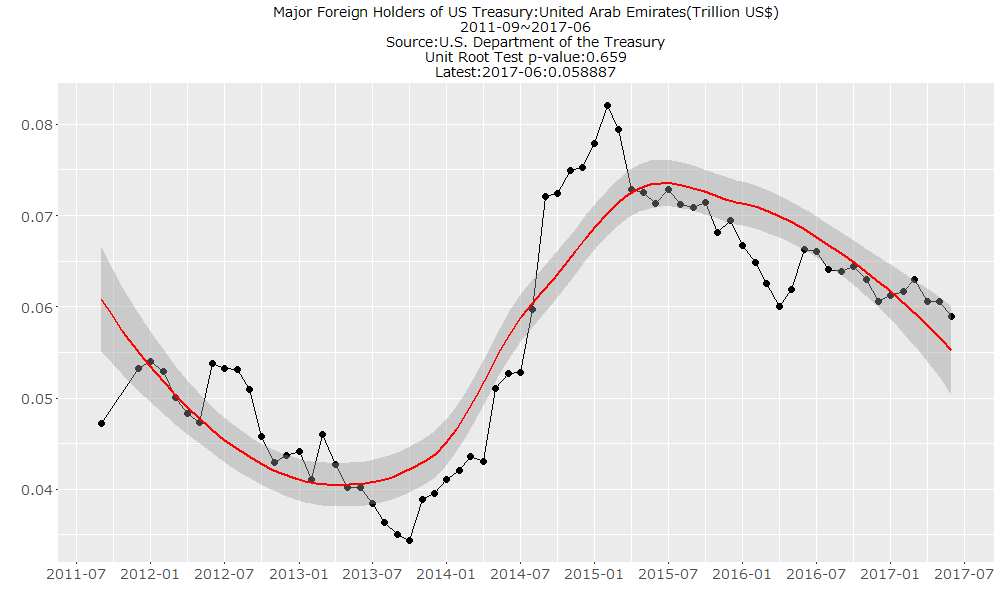 Major Foreign Holders of US Treasury:United Arab Emirates(Trillion US$)
2011-09~2017-06
Source:U.S. Department of the Treasury
Unit Root Test p-value:0.659
Latest:2017-06:0.058887
0.08
0.07
0.06
0.05
0.04
2011-07 2012-01 2012-07 2013-01 2013-07 2014-01 2014-07 2015-01 2015-07 2016-01 2016-07 2017-01 2017-07